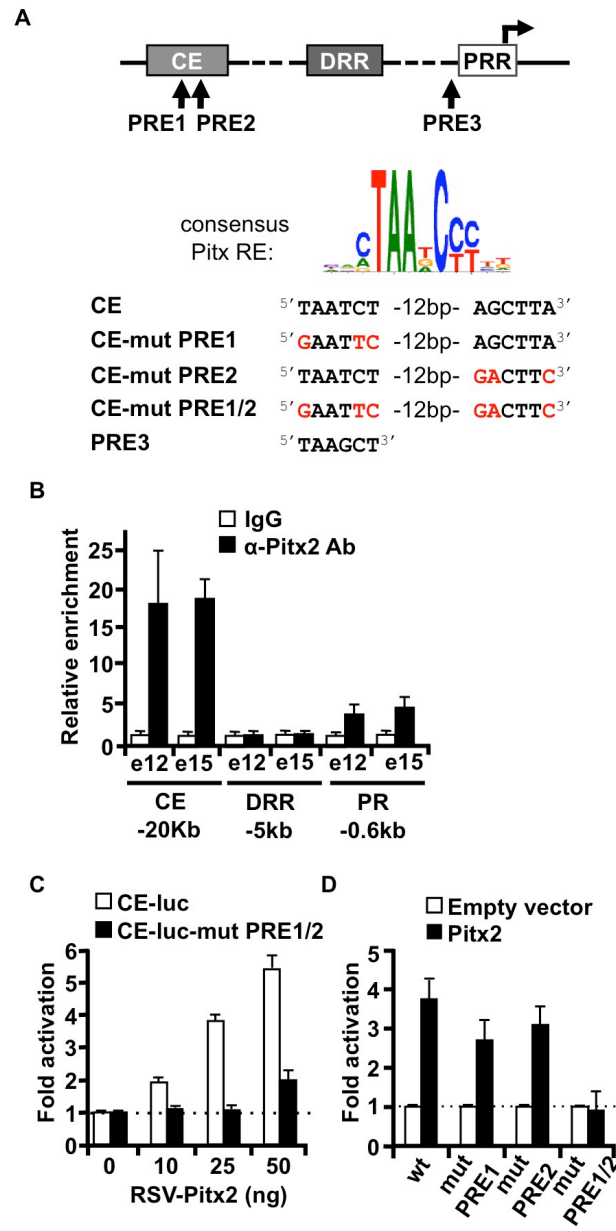 A
CE DRR PRR
PRE1 PRE2 PRE3
consensus
Pitx RE:
CE 5′TAATCT -12bp- AGCTTA3′
CE-mut PRE1 5′GAATTC -12bp- AGCTTA3′
CE-mut PRE2 5′TAATCT -12bp- GACTTC3′
CE-mut PRE1/2 5′GAATTC -12bp- GACTTC3′
PRE3 5′TAAGCT3′
B
IgG
α-Pitx2 Ab
Relative enrichment
25
20
15
10
5
0
e12 e15 e12 e15 e12 e15
CE DRR PR
-20Kb -5kb -0.6kb
C
CE-luc
CE-luc-mut PRE1/2
Fold activation
6
5
4
3
2
1
0
0 10 25 50
RSV-Pitx2 (ng)
D
Empty vector
Pitx2
Fold activation
5
4
3
2
1
0
wt
mut PRE1
mut PRE2
mut PRE1/2